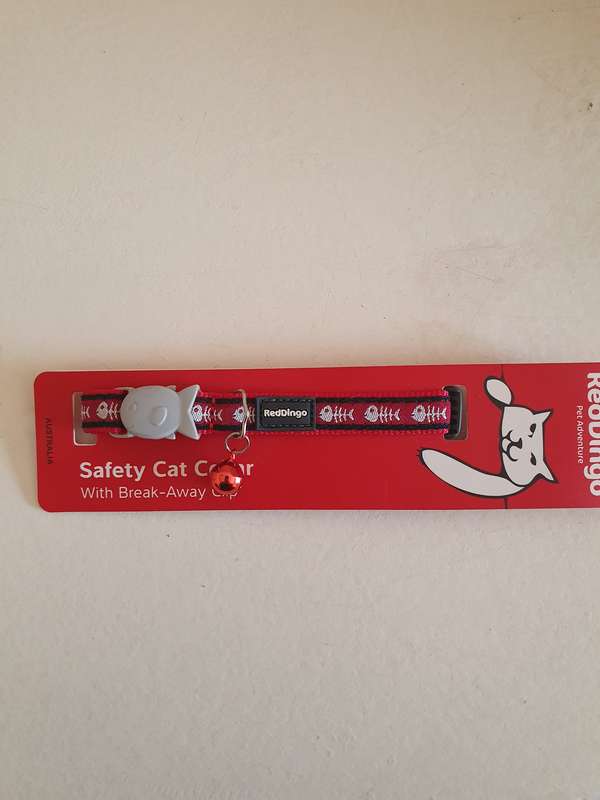 AUSTRALIA
RedDingo
Safety Cat
With Break-Away
RedDingo
Pet Adventure